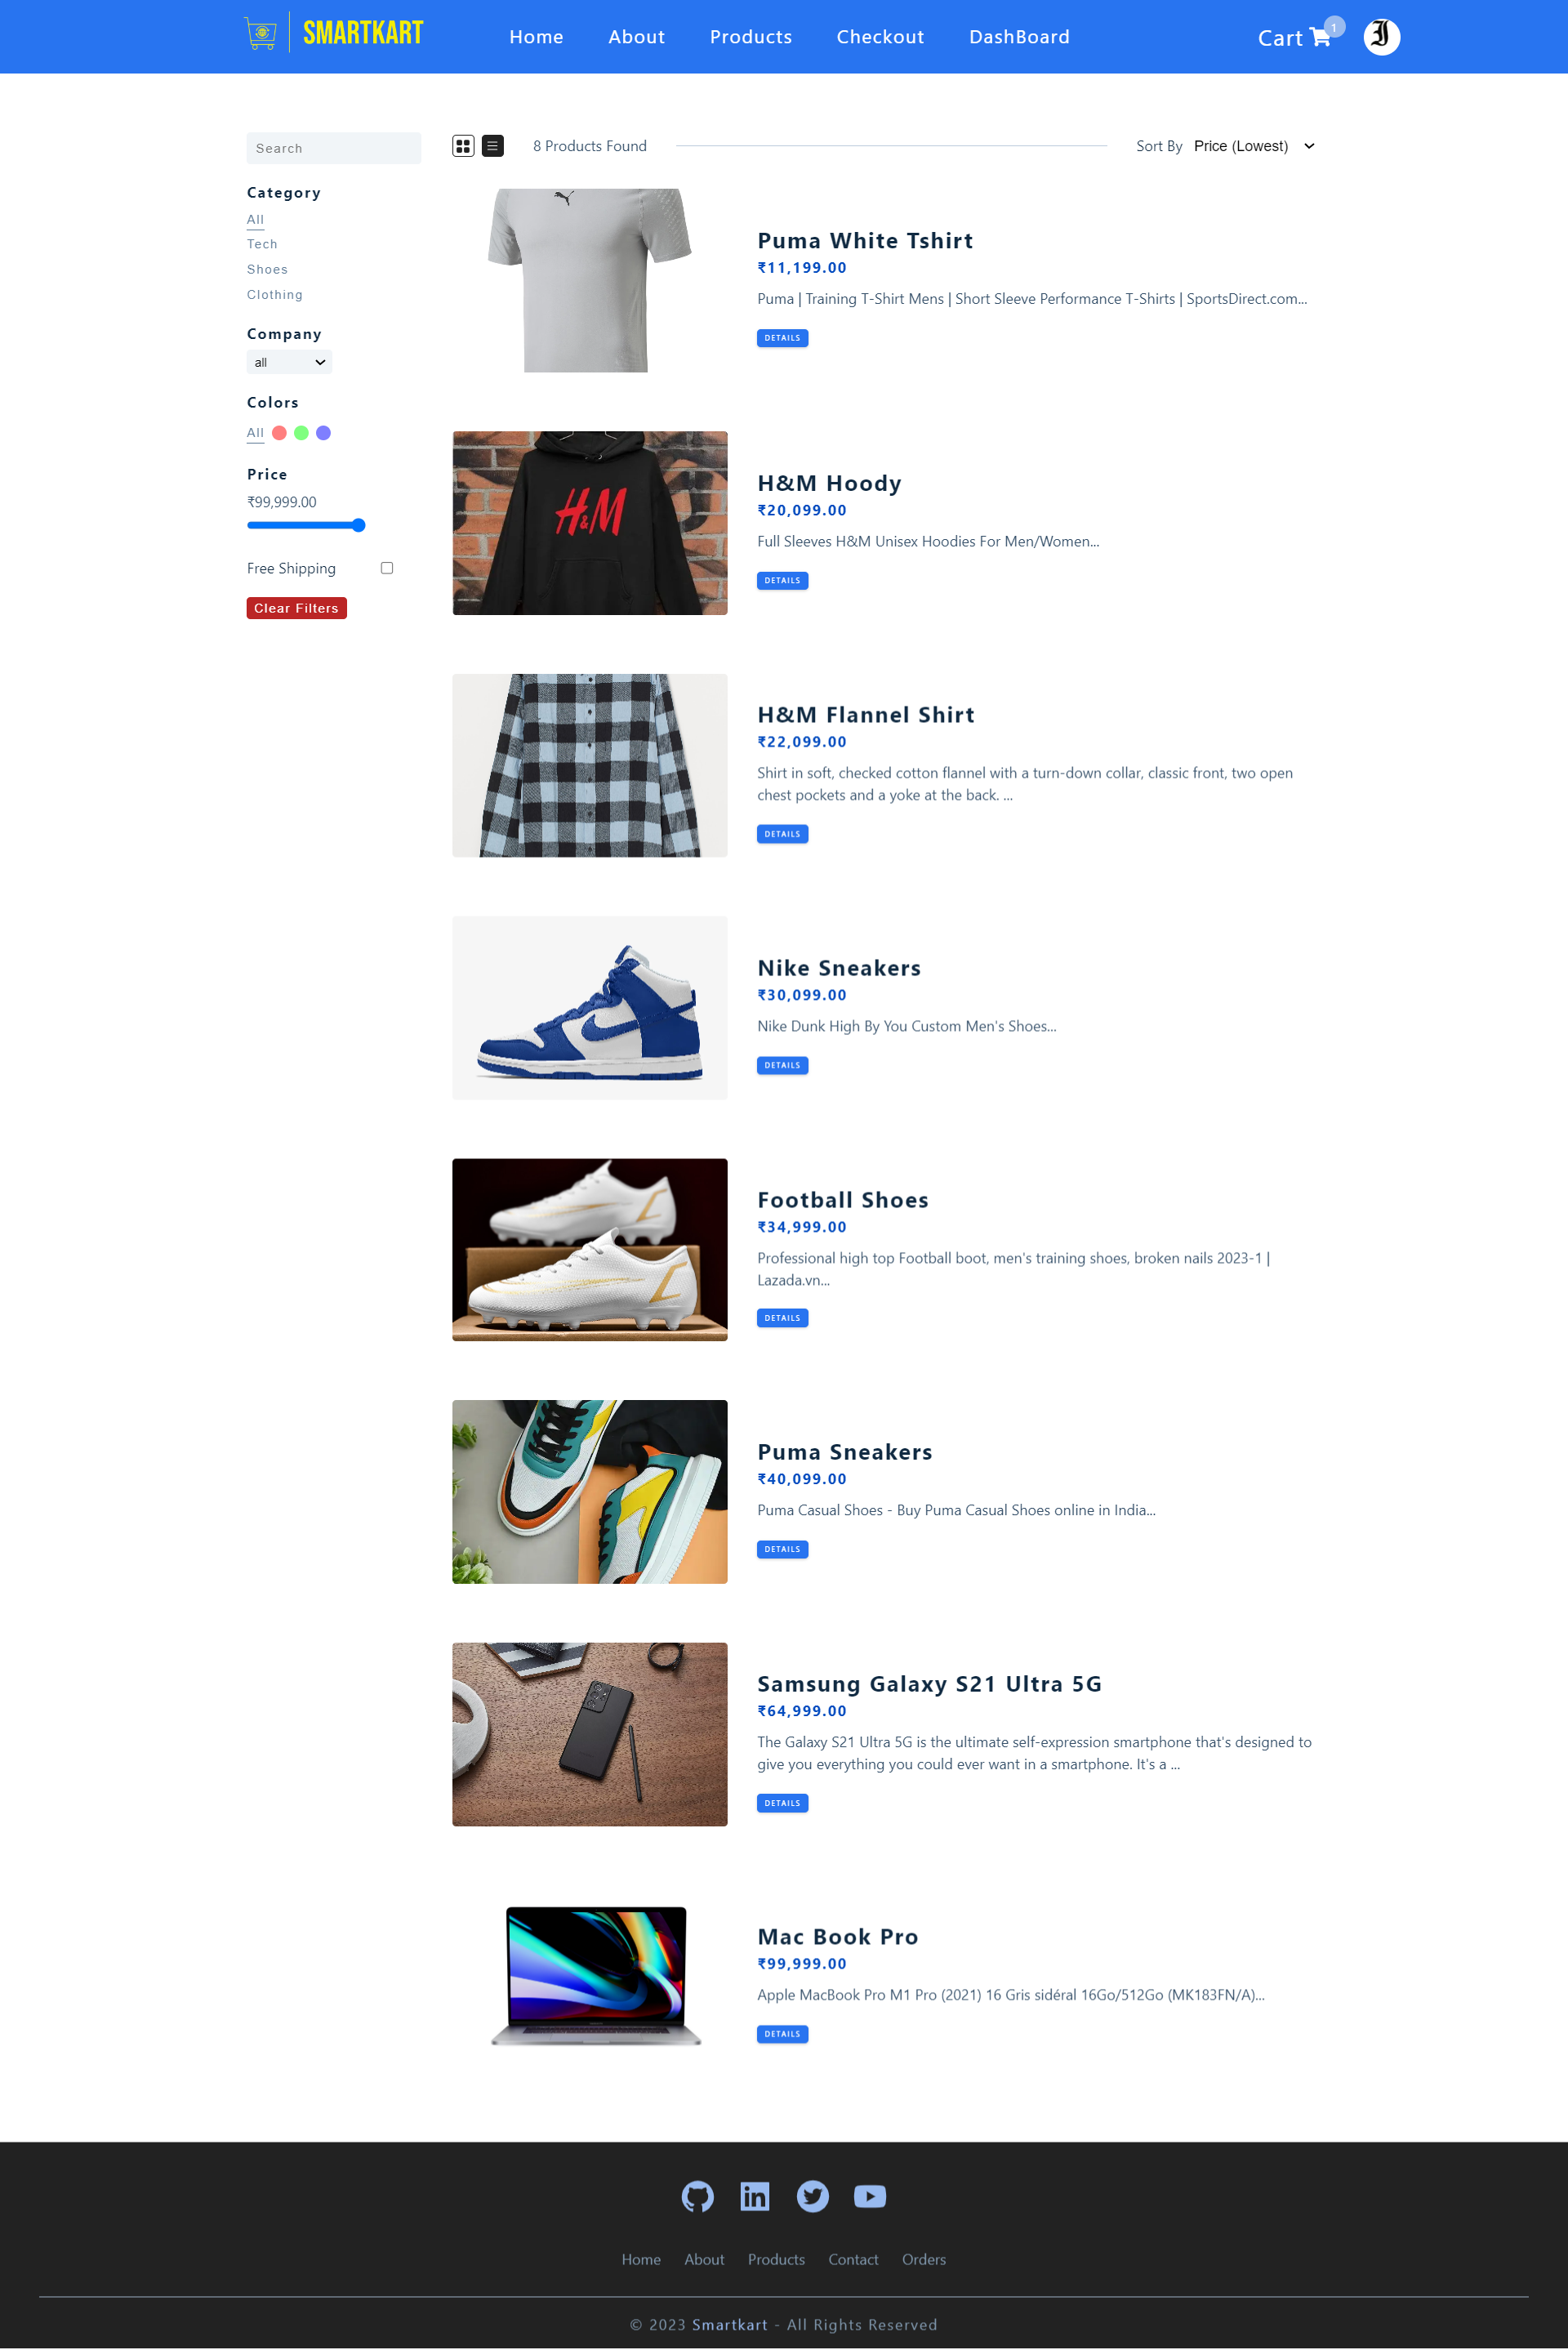 SMARTKART
Home
About
Products
Checkout
DashBoard
Cart
1
J
Search
Category
All
Tech
Shoes
Clothing
Company
all
Colors
All
Price
₹99,999.00
Free Shipping
Clear Filters
8 Products Found
Sort By
Price (Lowest)
Puma White Tshirt
₹11,199.00
Puma | Training T-Shirt Mens | Short Sleeve Performance T-Shirts | SportsDirect.com...
DETAILS
H&M
H&M Hoody
₹20,099.00
Full Sleeves H&M Unisex Hoodies For Men/Women...
DETAILS
H&M Flannel Shirt
₹22,099.00
Shirt in soft, checked cotton flannel with a turn-down collar, classic front, two open
chest pockets and a yoke at the back. ...
DETAILS
Nike Sneakers
₹30,099.00
Nike Dunk High By You Custom Men's Shoes...
DETAILS
Football Shoes
₹34,999.00
Professional high top Football boot, men's training shoes, broken nails 2023-1 |
Lazada.vn...
DETAILS
Puma Sneakers
₹40,099.00
Puma Casual Shoes - Buy Puma Casual Shoes online in India...
DETAILS
Samsung Galaxy S21 Ultra 5G
₹64,999.00
The Galaxy S21 Ultra 5G is the ultimate self-expression smartphone that's designed to
give you everything you could ever want in a smartphone. It's a ...
DETAILS
Mac Book Pro
₹99,999.00
Apple MacBook Pro M1 Pro (2021) 16 Gris sidéral 16Go/512Go (MK183FN/A)...
DETAILS
in
Home
About
Products
Contact
Orders
© 2023 Smartkart - All Rights Reserved